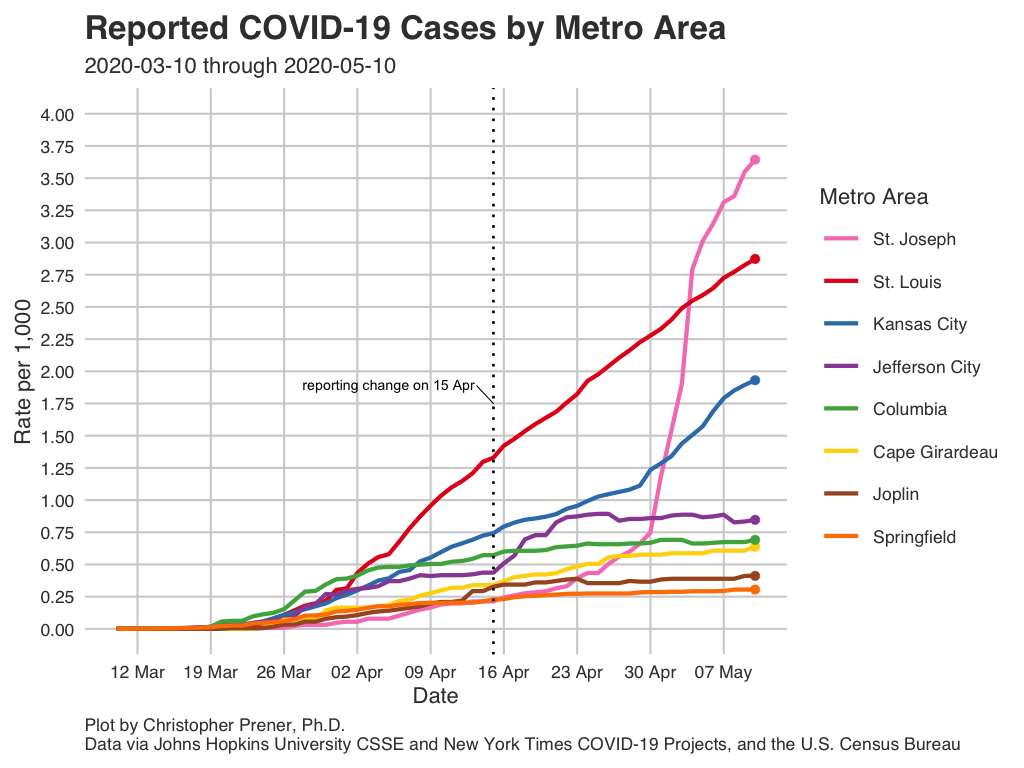 Reported COVID-19 Cases by Metro Area
2020-03-10 through 2020-05-10
Rate per 1,000
4.00
3.75
3.50
3.25
3.00
2.75
2.50
2.25
2.00
1.75
1.50
1.25
1.00
0.75
0.50
0.25
0.00
reporting change on 15 Apr
12 Mar
19 Mar
26 Mar
02 Apr
09 Apr
16 Apr
23 Apr
30 Apr
07 May
Date
Metro Area
St. Joseph
St. Louis
Kansas City
Jefferson City
Columbia
Cape Girardeau
Joplin
Springfield
Plot by Christopher Prener, Ph.D.
Data via Johns Hopkins University CSSE and New York Times COVID-19 Projects, and the U.S. Census Bureau